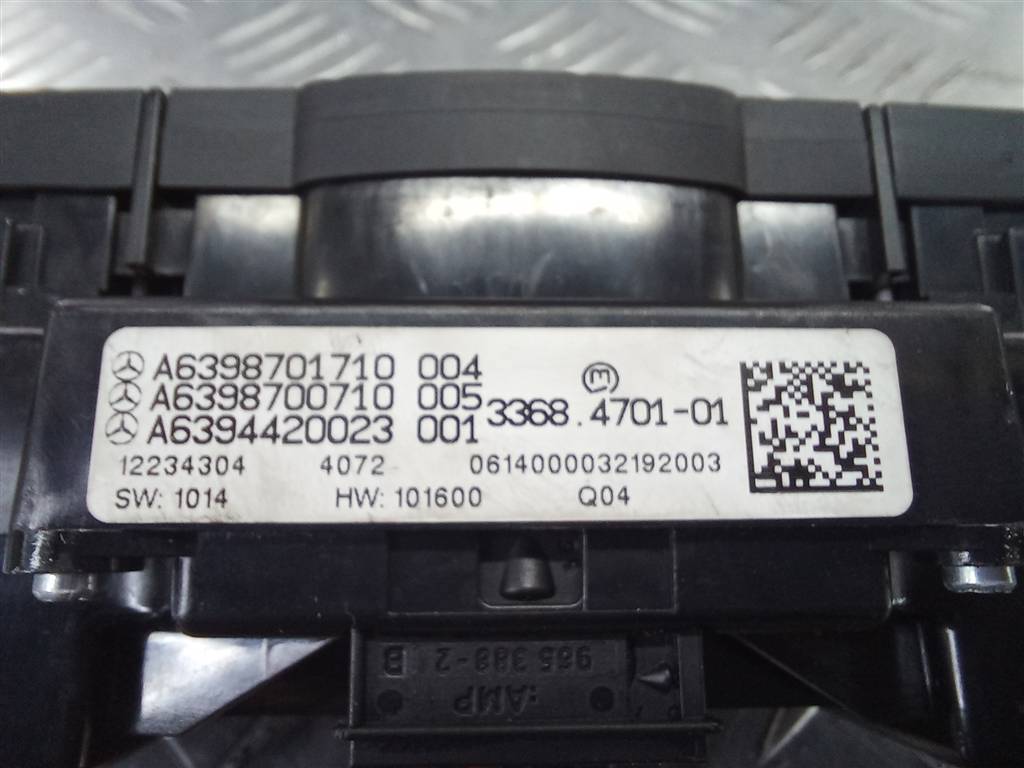 A6398701710 004
A6398700710 005
A6394420023 001
3368.4701-01
12234304 4072 0614000032192003
SW: 1014 HW: 101600 Q04
B 965 383-2
AMP